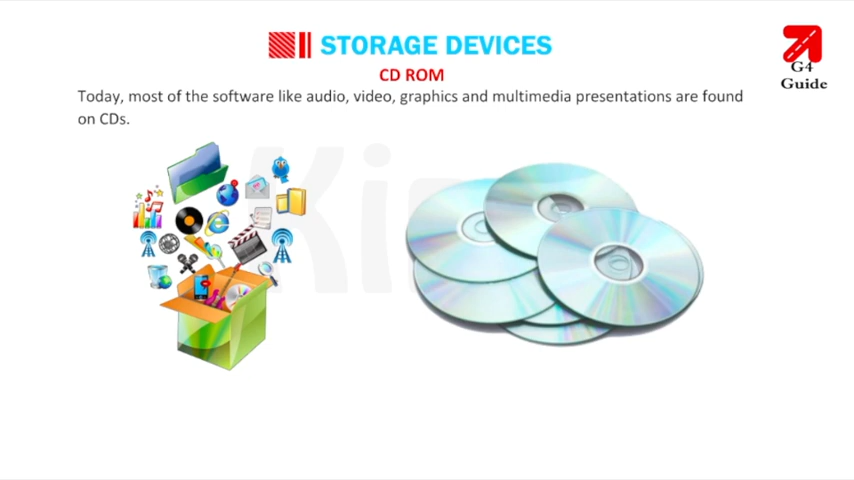 STORAGE DEVICES
CD ROM
Today, most of the software like audio, video, graphics and multimedia presentations are found
on CDs.
G4
Guide